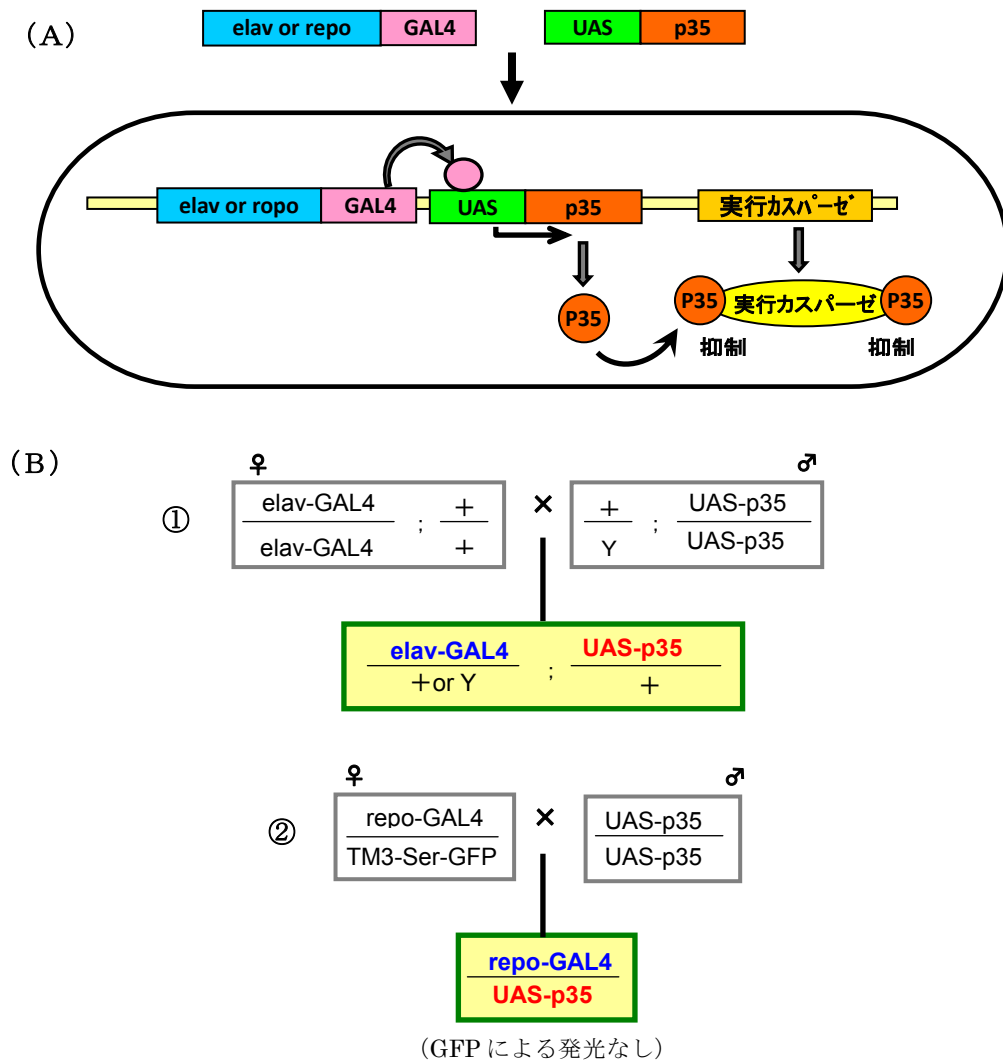 (A)
elav or repo GAL4 UAS p35
elav or ropo GAL4 UAS p35 実行カスパーゼ
P35
P35 実行カスパーゼ P35
抑制 抑制
(B)
♀ ♂
① elav-GAL4 ; + × + ; UAS-p35
elav-GAL4 + Y UAS-p35
elav-GAL4 ; UAS-p35
+or Y +
♀ ♂
② repo-GAL4 × UAS-p35
TM3-Ser-GFP UAS-p35
repo-GAL4
UAS-p35
(GFP による発光なし)